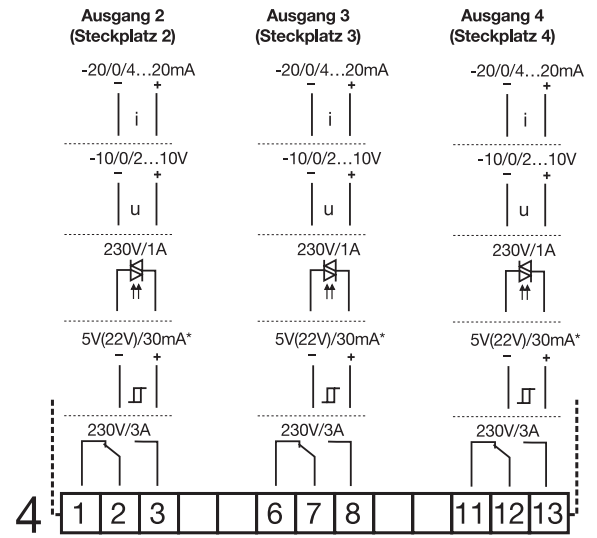 Ausgang 2 Ausgang 3 Ausgang 4
(Steckplatz 2) (Steckplatz 3) (Steckplatz 4)
-20/0/4...20mA -20/0/4...20mA -20/0/4...20mA
− + − + − +
i i i
-10/0/2...10V -10/0/2...10V -10/0/2...10V
− + − + − +
u u u
230V/1A 230V/1A 230V/1A
5V(22V)/30mA* 5V(22V)/30mA* 5V(22V)/30mA*
− + − + − +
230V/3A 230V/3A 230V/3A
4 1 2 3 6 7 8 11 12 13